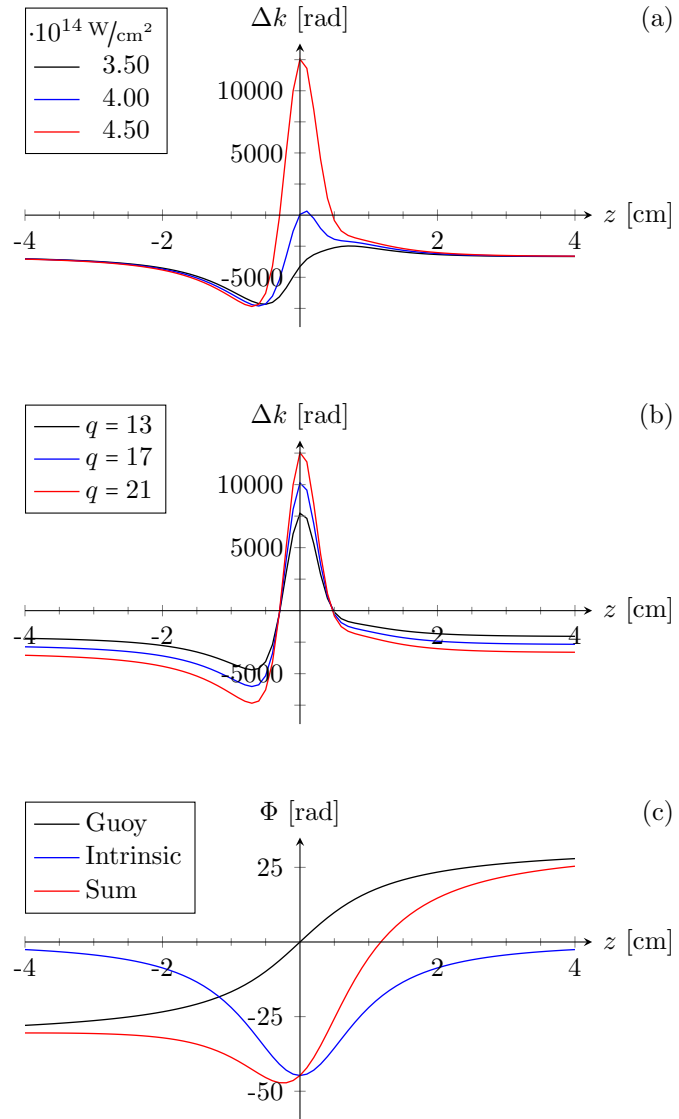 Δk [rad]
(a)
·10¹⁴ W/cm²
3.50
4.00
4.50
10000
5000
-5000
-4
-2
2
4
z [cm]
Δk [rad]
(b)
q = 13
q = 17
q = 21
10000
5000
-5000
-4
-2
2
4
z [cm]
Φ [rad]
(c)
Guoy
Intrinsic
Sum
25
-25
-50
-4
-2
2
4
z [cm]